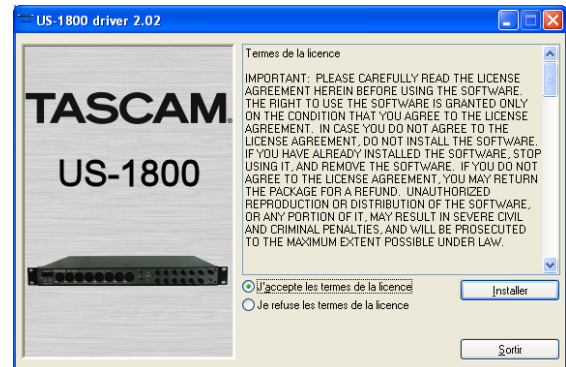 US-1800 driver 2.02
TASCAM
US-1800
Termes de la licence
IMPORTANT: PLEASE CAREFULLY READ THE LICENSE
AGREEMENT HEREIN BEFORE USING THE SOFTWARE.
THE RIGHT TO USE THE SOFTWARE IS GRANTED ONLY
ON THE CONDITION THAT YOU AGREE TO THE LICENSE
AGREEMENT. IN CASE YOU DO NOT AGREE TO THE
LICENSE AGREEMENT, DO NOT INSTALL THE SOFTWARE.
IF YOU HAVE ALREADY INSTALLED THE SOFTWARE, STOP
USING IT, AND REMOVE THE SOFTWARE. IF YOU DO NOT
AGREE TO THE LICENSE AGREEMENT, YOU MAY RETURN
THE PACKAGE FOR A REFUND. UNAUTHORIZED
REPRODUCTION OR DISTRIBUTION OF THE SOFTWARE,
OR ANY PORTION OF IT, MAY RESULT IN SEVERE CIVIL
AND CRIMINAL PENALTIES, AND WILL BE PROSECUTED
TO THE MAXIMUM EXTENT POSSIBLE UNDER LAW.
J'accepte les termes de la licence
Je refuse les termes de la licence
Installer
Sortir